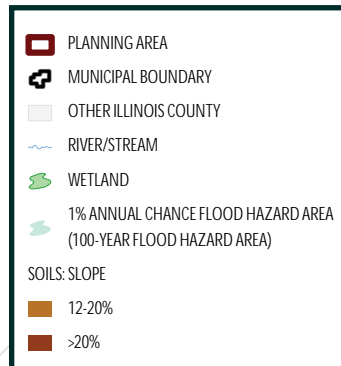 PLANNING AREA
MUNICIPAL BOUNDARY
OTHER ILLINOIS COUNTY
RIVER/STREAM
WETLAND
1% ANNUAL CHANCE FLOOD HAZARD AREA
(100-YEAR FLOOD HAZARD AREA)
SOILS: SLOPE
12-20%
>20%